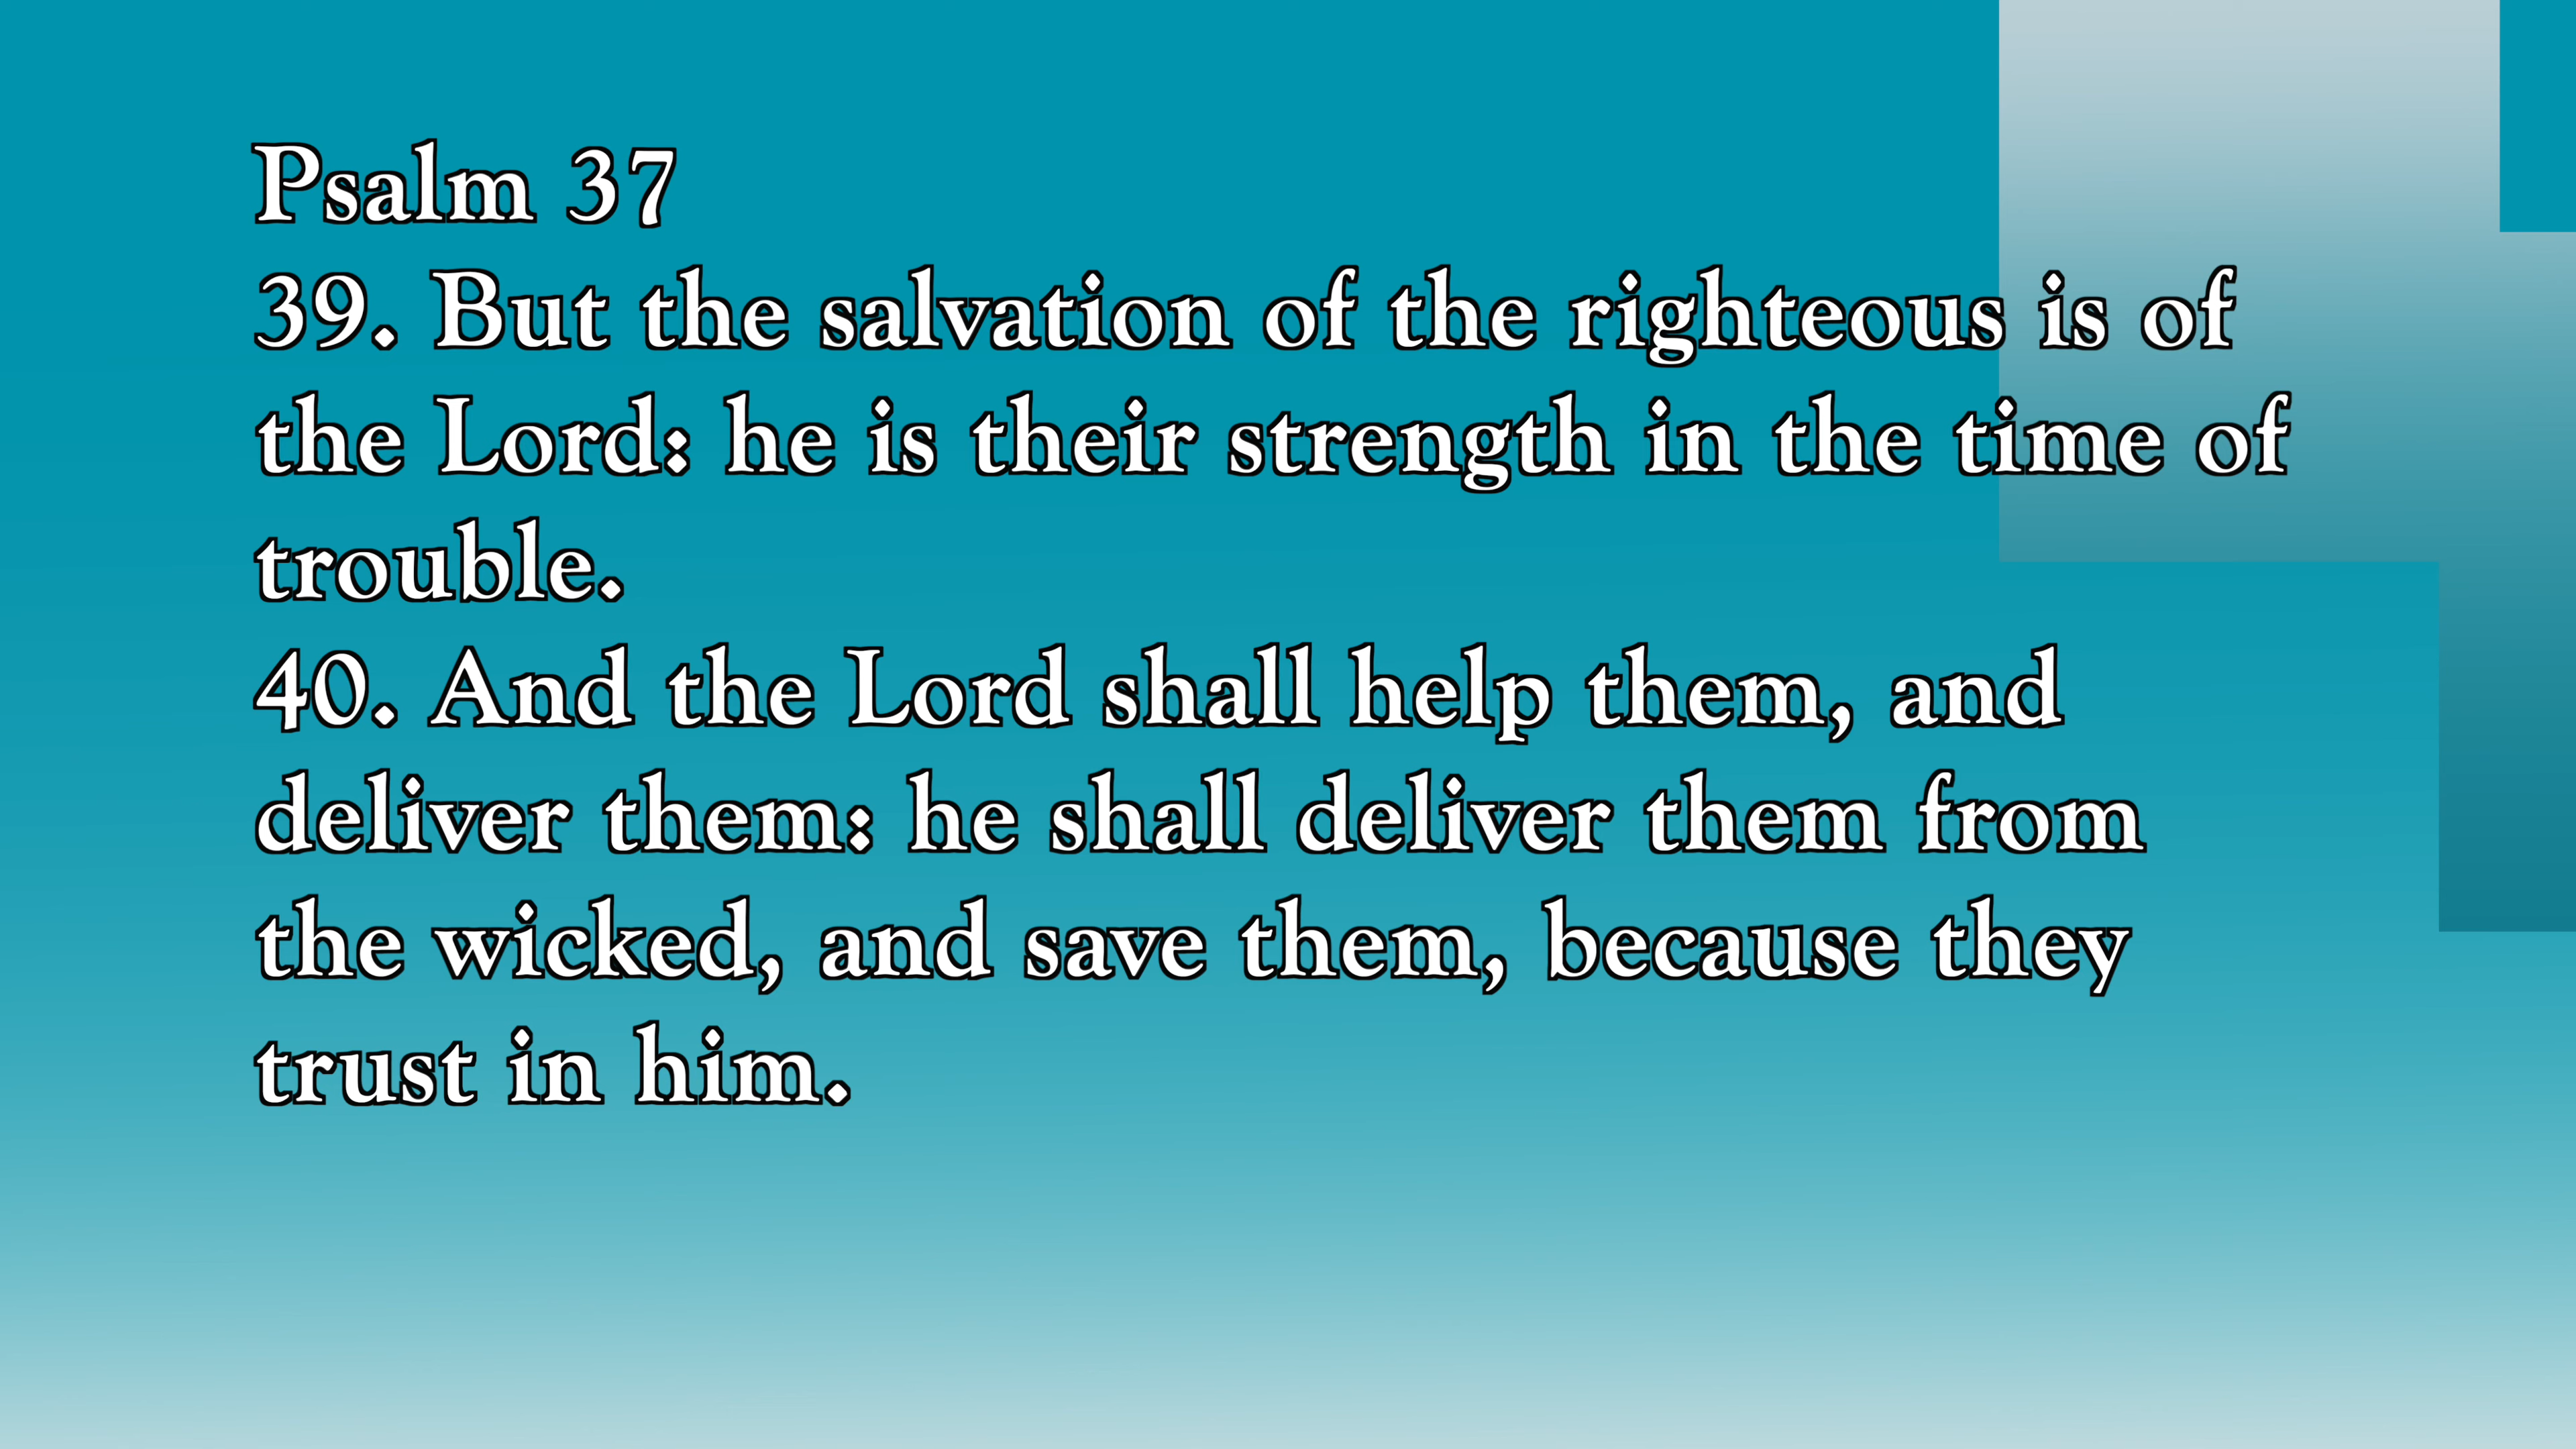 Psalm 37
39. But the salvation of the righteous is of
the Lord: he is their strength in the time of
trouble.
40. And the Lord shall help them, and
deliver them: he shall deliver them from
the wicked, and save them, because they
trust in him.